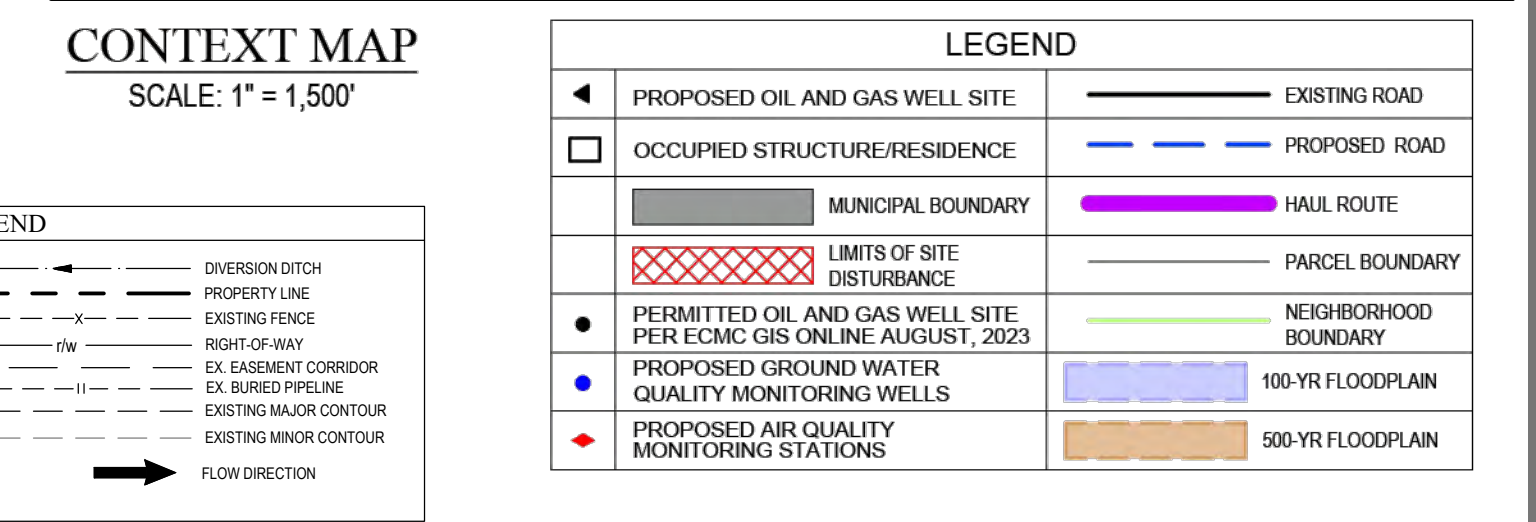 CONTEXT MAP
SCALE: 1" = 1,500'
LEGEND
PROPOSED OIL AND GAS WELL SITE
EXISTING ROAD
OCCUPIED STRUCTURE/RESIDENCE
PROPOSED ROAD
MUNICIPAL BOUNDARY
HAUL ROUTE
LIMITS OF SITE
DISTURBANCE
PARCEL BOUNDARY
PERMITTED OIL AND GAS WELL SITE
PER ECMC GIS ONLINE AUGUST, 2023
NEIGHBORHOOD
BOUNDARY
PROPOSED GROUND WATER
QUALITY MONITORING WELLS
100-YR FLOODPLAIN
PROPOSED AIR QUALITY
MONITORING STATIONS
500-YR FLOODPLAIN
END
DIVERSION DITCH
PROPERTY LINE
X
EXISTING FENCE
r/w
RIGHT-OF-WAY
EX. EASEMENT CORRIDOR
EX. BURIED PIPELINE
EXISTING MAJOR CONTOUR
EXISTING MINOR CONTOUR
FLOW DIRECTION